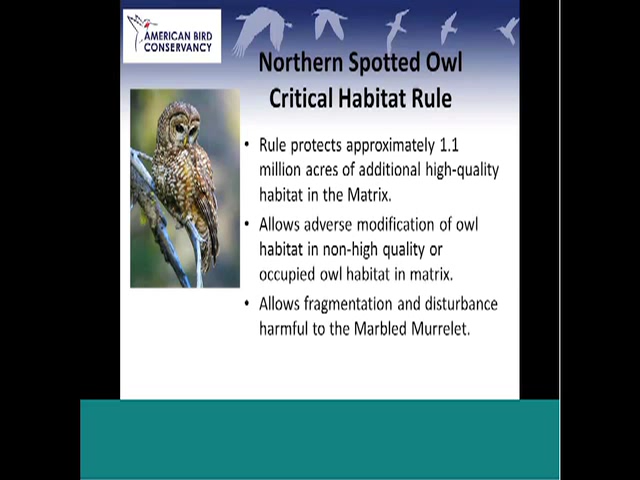 AMERICAN BIRD
CONSERVANCY
Northern Spotted Owl
Critical Habitat Rule
• Rule protects approximately 1.1
million acres of additional high-quality
habitat in the Matrix.
• Allows adverse modification of owl
habitat in non-high quality or
occupied owl habitat in matrix.
• Allows fragmentation and disturbance
harmful to the Marbled Murrelet.